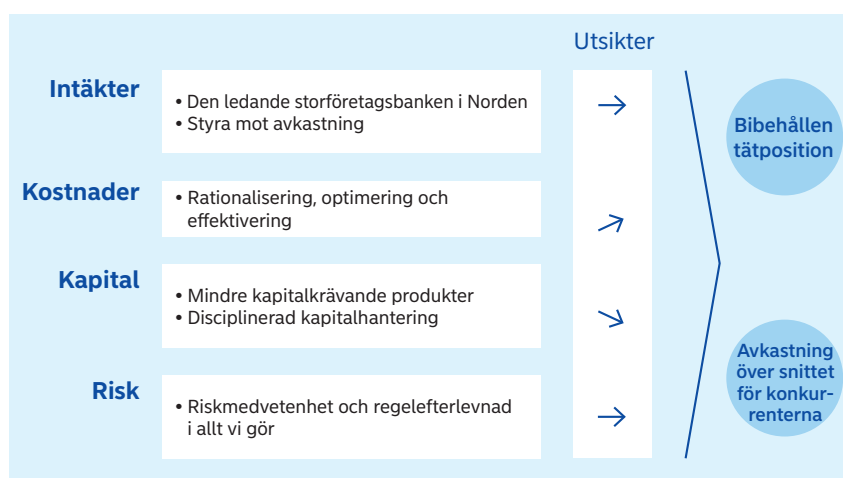 Utsikter
Intäkter
• Den ledande storföretagsbanken i Norden
• Styra mot avkastning
Kostnader
• Rationalisering, optimering och
effektivering
Kapital
• Mindre kapitalkrävande produkter
• Disciplinerad kapitalhantering
Risk
• Riskmedvetenhet och regelefterlevnad
i allt vi gör
Bibehållen
tätposition
Avkastning
över snittet
för konkur-
renterna